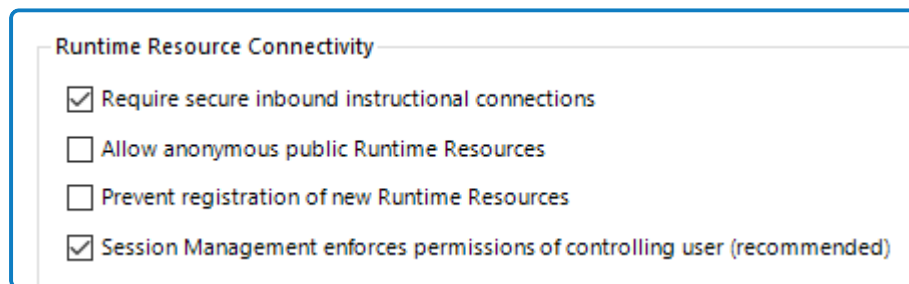 Runtime Resource Connectivity
Require secure inbound instructional connections
Allow anonymous public Runtime Resources
Prevent registration of new Runtime Resources
Session Management enforces permissions of controlling user (recommended)